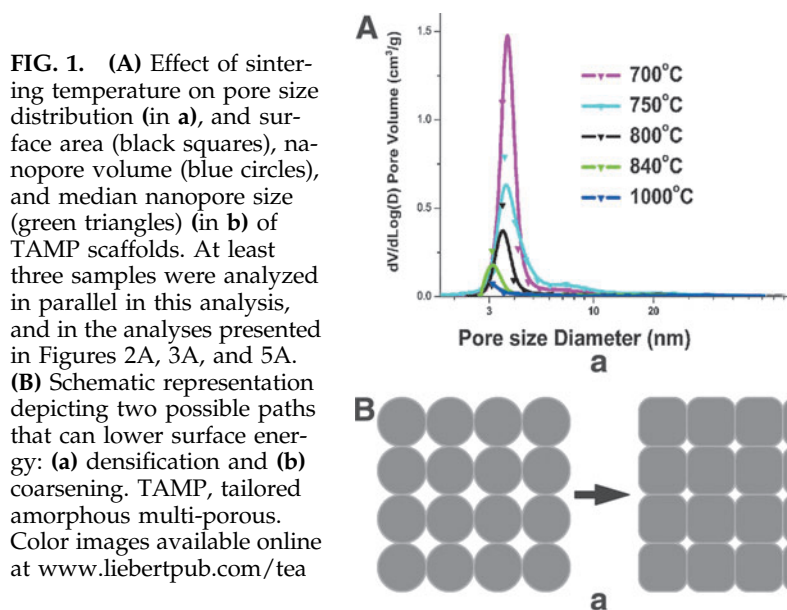 FIG. 1. (A) Effect of sinter-
ing temperature on pore size
distribution (in a), and sur-
face area (black squares), na-
nopore volume (blue circles),
and median nanopore size
(green triangles) (in b) of
TAMP scaffolds. At least
three samples were analyzed
in parallel in this analysis,
and in the analyses presented
in Figures 2A, 3A, and 5A.
(B) Schematic representation
depicting two possible paths
that can lower surface ener-
gy: (a) densification and (b)
coarsening. TAMP, tailored
amorphous multi-porous.
Color images available online
at www.liebertpub.com/tea
A
dV/dLog(D) Pore Volume (cm³/g)
1.5
1.0
0.5
0.0
700°C
750°C
800°C
840°C
1000°C
3 10 20
Pore size Diameter (nm)
a
B
a